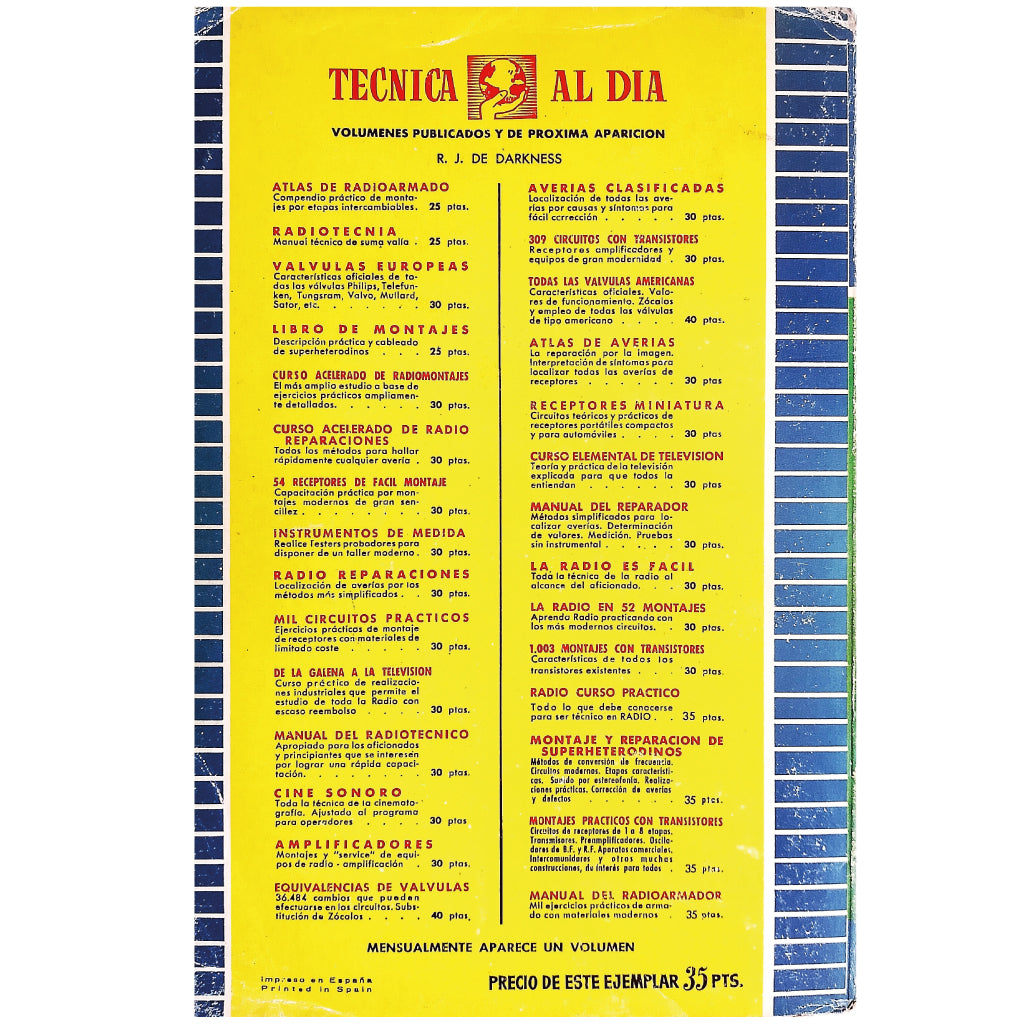 TECNICA AL DIA
VOLUMENES PUBLICADOS Y DE PROXIMA APARICION
R. J. DE DARKNESS
ATLAS DE RADIOARMADO
Compendio práctico de monta-
jes por etapas intercambiables. 25 ptas.
RADIOTECNIA
Manual técnico de suma valía . 25 ptas.
VALVULAS EUROPEAS
Características oficiales de to-
das las válvulas Philips, Telefun-
ken, Tungsram, Valvo, Mullard,
Sator, etc. . . . . . . . 30 ptas.
LIBRO DE MONTAJES
Descripción práctica y cableado
de superheterodinos . . . 25 ptas.
CURSO ACELERADO DE RADIOMONTAJES
El más amplio estudio a base de
ejercicios prácticos ampliamen-
te detallados. . . . . . 30 ptas.
CURSO ACELERADO DE RADIO
REPARACIONES
Todos los métodos para hallar
rápidamente cualquier avería . 30 ptas.
54 RECEPTORES DE FACIL MONTAJE
Capacitación práctica por mon-
tajes modernos de gran sen-
cillez . . . . . . . . 30 ptas.
INSTRUMENTOS DE MEDIDA
Realice Testers probadores para
disponer de un taller moderno . 30 ptas.
RADIO REPARACIONES
Localización de averías por los
métodos más simplificados . . 30 ptas.
MIL CIRCUITOS PRACTICOS
Ejercicios prácticos de montaje
de receptores con materiales de
limitado coste . . . . . 30 ptas.
DE LA GALENA A LA TELEVISION
Curso práctico de realizacio-
nes industriales que permite el
estudio de toda la Radio con
escaso reembolso . . . . 30 ptas.
MANUAL DEL RADIOTECNICO
Apropiado para los aficionados
y principiantes que se interesen
por lograr una rápida capaci-
tación. . . . . . . . 30 ptas.
CINE SONORO
Toda la técnica de la cinemato-
grafía. Ajustado al programa
para operadores . . . . 30 ptas
AMPLIFICADORES
Montajes y "service" de equi-
pos de radio - amplificación . 30 ptas.
EQUIVALENCIAS DE VALVULAS
36.484 cambios que pueden
efectuarse en los circuitos. Subs-
titución de Zócalos . . . . 40 ptas.
AVERIAS CLASIFICADAS
Localización de todas las ave-
rías por causas y síntomas para
fácil corrección . . . . . 30 ptas.
309 CIRCUITOS CON TRANSISTORES
Receptores amplificadores y
equipos de gran modernidad . 30 ptas.
TODAS LAS VALVULAS AMERICANAS
Características oficiales. Valo-
res de funcionamiento. Zócalos
y empleo de todas las válvulas
de tipo americano . . . . 40 ptas.
ATLAS DE AVERIAS
La reparación por la imagen.
Interpretación de síntomas para
localizar todas las averías de
receptores . . . . . . 30 ptas
RECEPTORES MINIATURA
Circuitos teóricos y prácticos de
receptores portátiles compactos
y para automóviles . . . . 30 ptas
CURSO ELEMENTAL DE TELEVISION
Teoría y práctica de la televisión
explicada para que todos la
entiendan . . . . . . 30 ptas
MANUAL DEL REPARADOR
Métodos simplificados para lo-
calizar averías. Determinación
de valores. Medición. Pruebas
sin instrumental . . . . . 30 ptas.
LA RADIO ES FACIL
Toda la técnica de la radio al
alcance del aficionado. . . 30 ptas.
LA RADIO EN 52 MONTAJES
Aprenda Radio practicando con
los más modernos circuitos. . 30 ptas.
1.003 MONTAJES CON TRANSISTORES
Características de todos los
transistores existentes . . . 30 ptas.
RADIO CURSO PRACTICO
Todo lo que debe conocerse
para ser técnico en RADIO . . 35 ptas.
MONTAJE Y REPARACION DE
SUPERHETERODINOS
Métodos de conversión de frecuencia.
Circuitos modernos. Etapas característi-
cas. Sonido por estereofonía. Realiza-
ciones prácticas. Corrección de averías
y defectos . . . . . . 35 ptas.
MONTAJES PRACTICOS CON TRANSISTORES
Circuitos de receptores de 1 a 8 etapas.
Transmisores. Preamplificadores. Oscila-
dores de B.F. y R.F. Aparatos comerciales.
Intercomunidores y otros muchas
construcciones, de interés para todos . 35 ptas.
MANUAL DEL RADIOARMADOR
Mil ejercicios prácticos de arma-
do con materiales modernos . 35 ptas.
MENSUALMENTE APARECE UN VOLUMEN
Impreso en España
Printed in Spain
PRECIO DE ESTE EJEMPLAR 35 PTS.